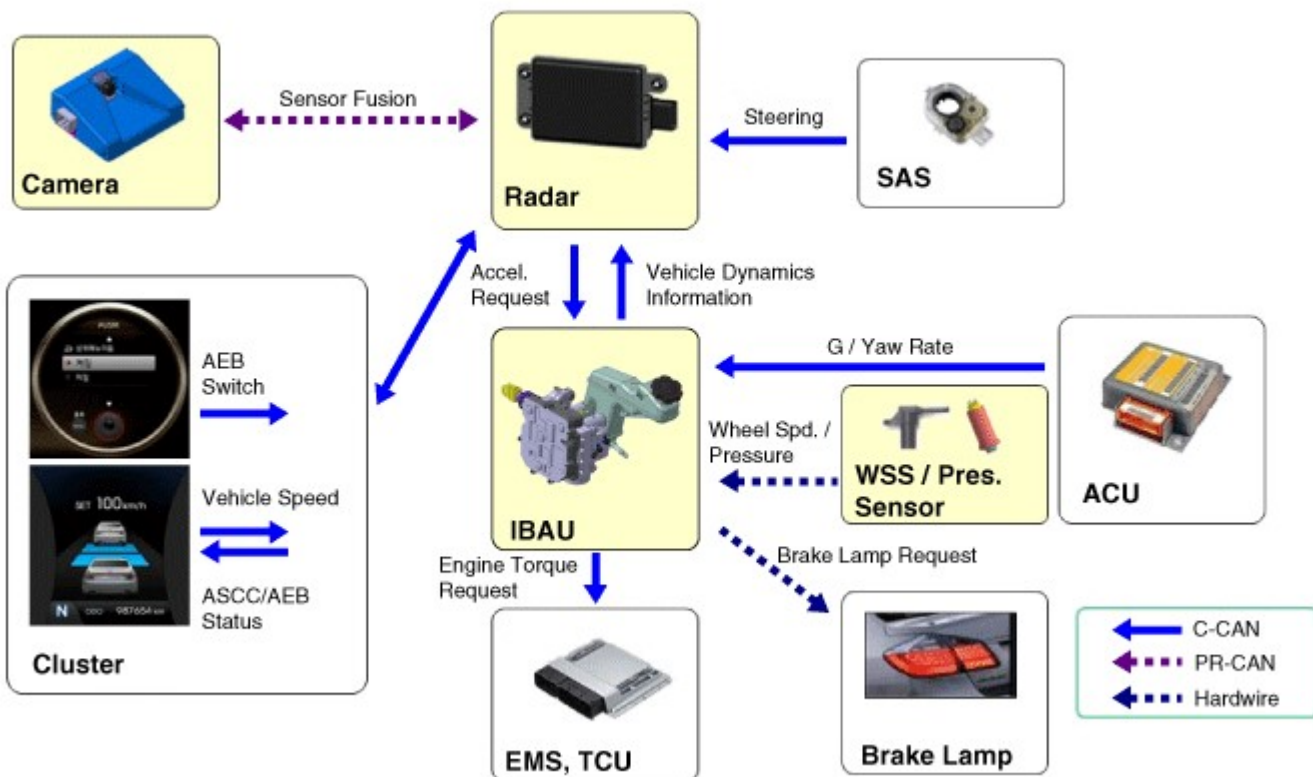 Sensor Fusion
Camera
Radar
Steering
SAS
Accel.
Request
Vehicle Dynamics
Information
AEB
Switch
SET 100km/h
Vehicle Speed
ASCC/AEB
Status
N ODO 987654 km
Cluster
G / Yaw Rate
Wheel Spd. /
Pressure
WSS / Pres.
Sensor
ACU
IBAU
Engine Torque
Request
Brake Lamp Request
EMS, TCU
Brake Lamp
C-CAN
PR-CAN
Hardwire